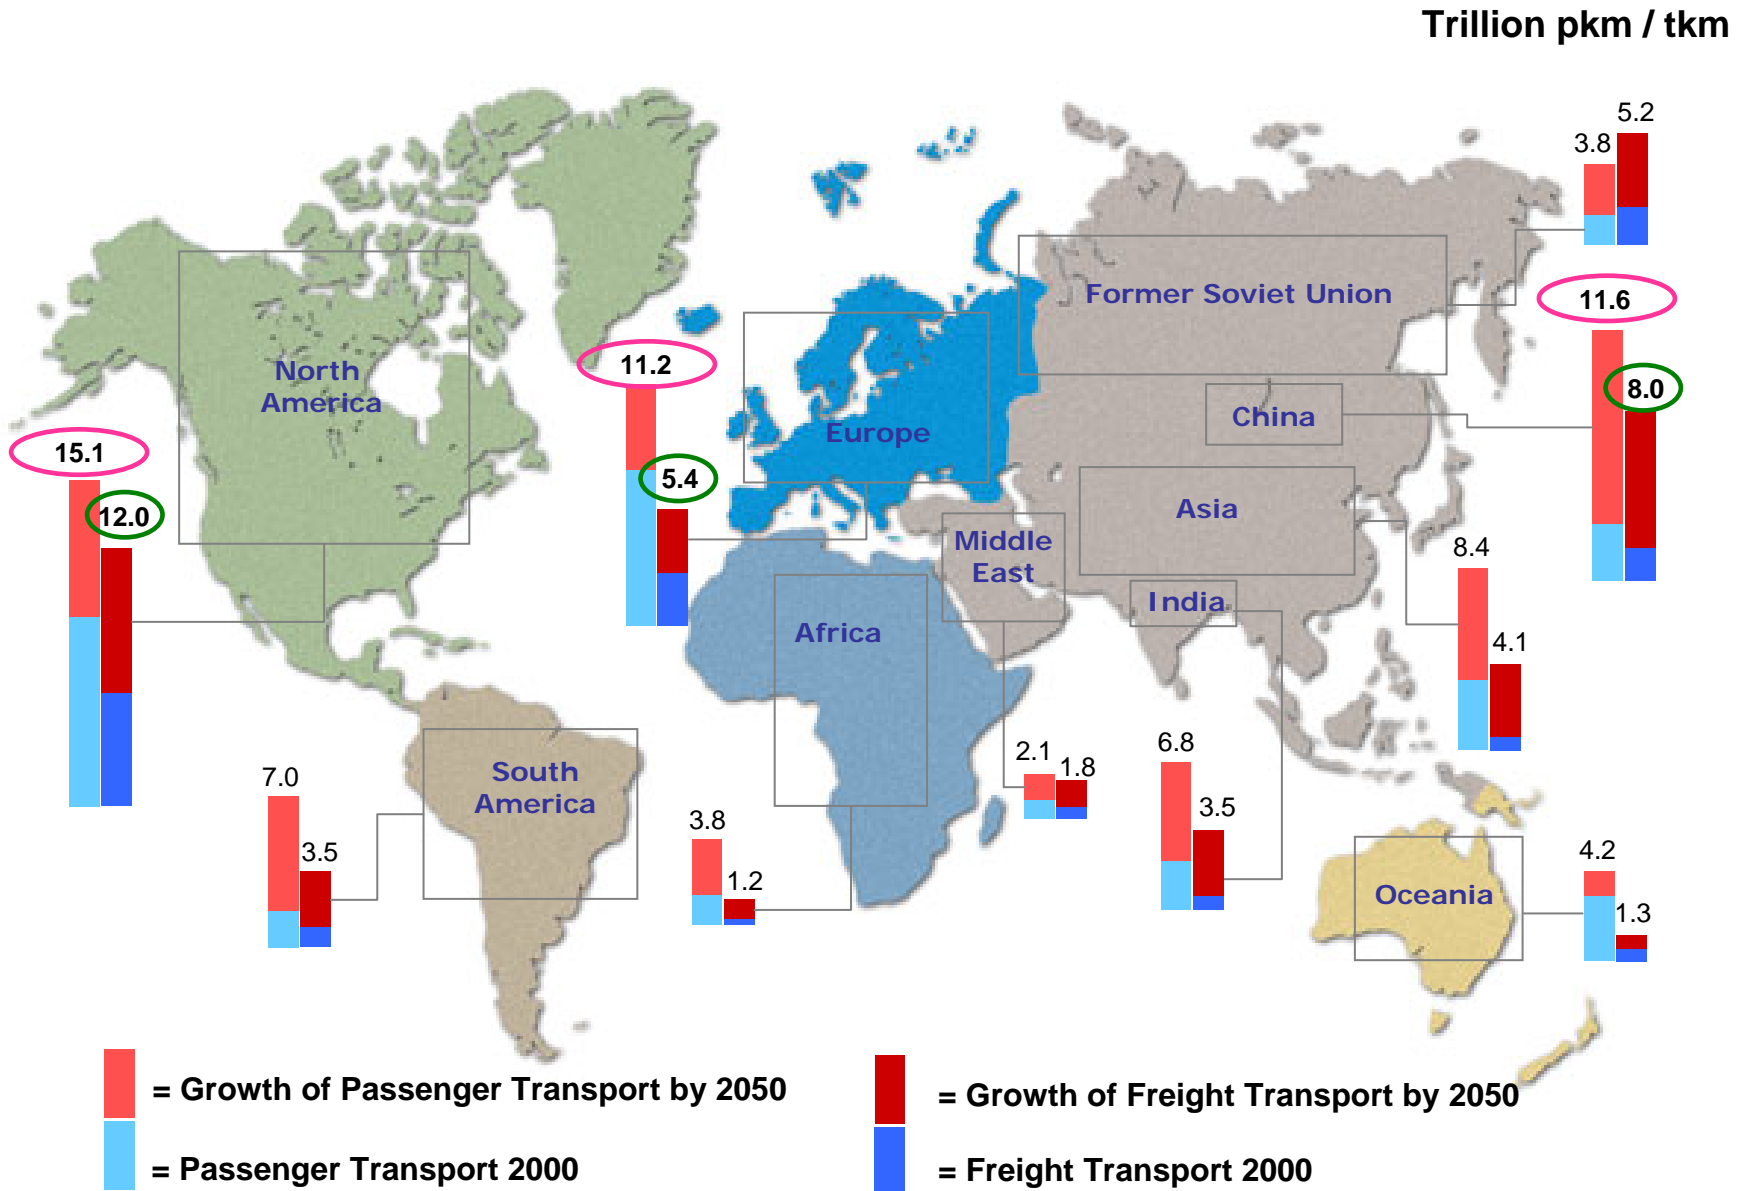 Trillion pkm / tkm
5.2
3.8
Former Soviet Union
11.6
North
America
11.2
8.0
China
Europe
15.1
5.4
Asia
12.0
Middle
East
8.4
India
Africa
4.1
6.8
2.1
1.8
South
America
7.0
3.5
3.8
3.5
1.2
4.2
Oceania
1.3
= Growth of Passenger Transport by 2050
= Growth of Freight Transport by 2050
= Passenger Transport 2000
= Freight Transport 2000